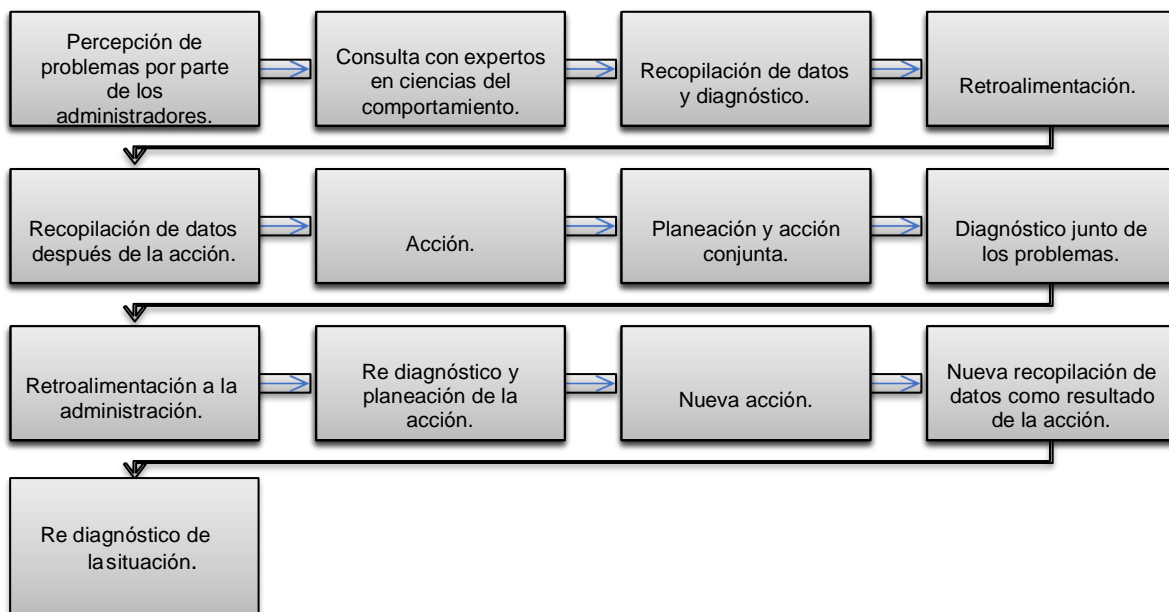 Percepción de
problemas por parte
de los
administradores.
Consulta con expertos
en ciencias del
comportamiento.
Recopilación de datos
y diagnóstico.
Retroalimentación.
Recopilación de datos
después de la acción.
Acción.
Planeación y acción
conjunta.
Diagnóstico junto de
los problemas.
Retroalimentación a la
administración.
Re diagnóstico y
planeación de la
acción.
Nueva acción.
Nueva recopilación de
datos como resultado
de la acción.
Re diagnóstico de
la situación.